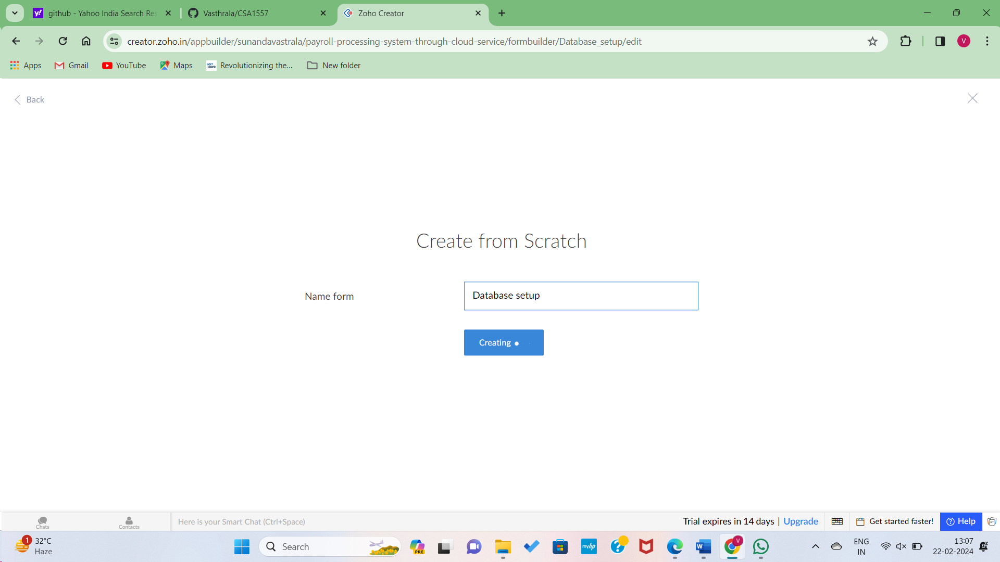 github - Yahoo India Search Res
Vasthrala/CSA1557
Zoho Creator
creator.zoho.in/appbuilder/sunandavastrala/payroll-processing-system-through-cloud-service/formbuilder/Database_setup/edit
V
Apps
Gmail
YouTube
Maps
Revolutionizing the...
New folder
Back
Create from Scratch
Name form
Database setup
Creating
Chats
Contacts
Here is your Smart Chat (Ctrl+Space)
Trial expires in 14 days | Upgrade
Get started faster!
Help
1
32°C
Haze
Search
PRE
myhp
W
V
ENG
IN
13:07
22-02-2024